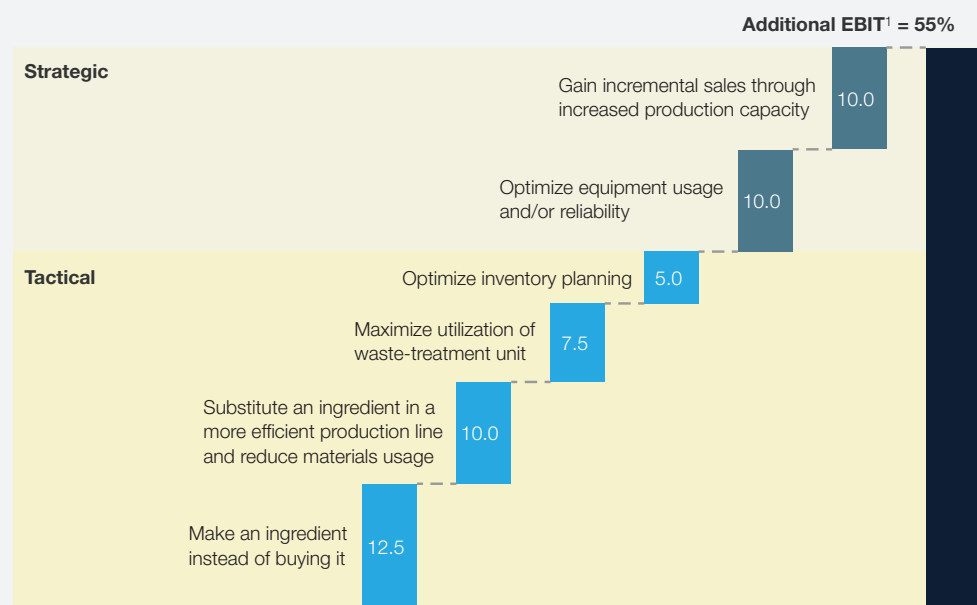 Additional EBIT¹ = 55%
Strategic
Gain incremental sales through
increased production capacity
10.0
Optimize equipment usage
and/or reliability
10.0
Tactical
Optimize inventory planning
5.0
Maximize utilization of
waste-treatment unit
7.5
Substitute an ingredient in a
more efficient production line
and reduce materials usage
10.0
Make an ingredient
instead of buying it
12.5